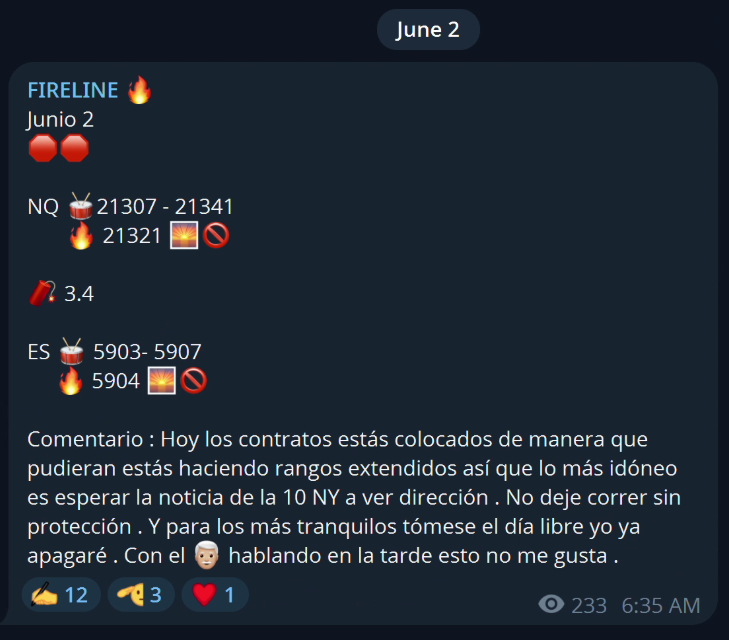 June 2
FIRELINE 🔥
Junio 2
🛑🛑
NQ 🥁21307 - 21341
🔥 21321 🌅🚫
🧨 3.4
ES 🥁 5903- 5907
🔥 5904 🌅🚫
Comentario : Hoy los contratos estás colocados de manera que
pudieran estás haciendo rangos extendidos así que lo más idóneo
es esperar la noticia de la 10 NY a ver dirección . No deje correr sin
protección . Y para los más tranquilos tómese el día libre yo ya
apagaré . Con el 👨🏼‍🦳 hablando en la tarde esto no me gusta .
✍️ 12 🫳 3 ❤️ 1
233 6:35 AM